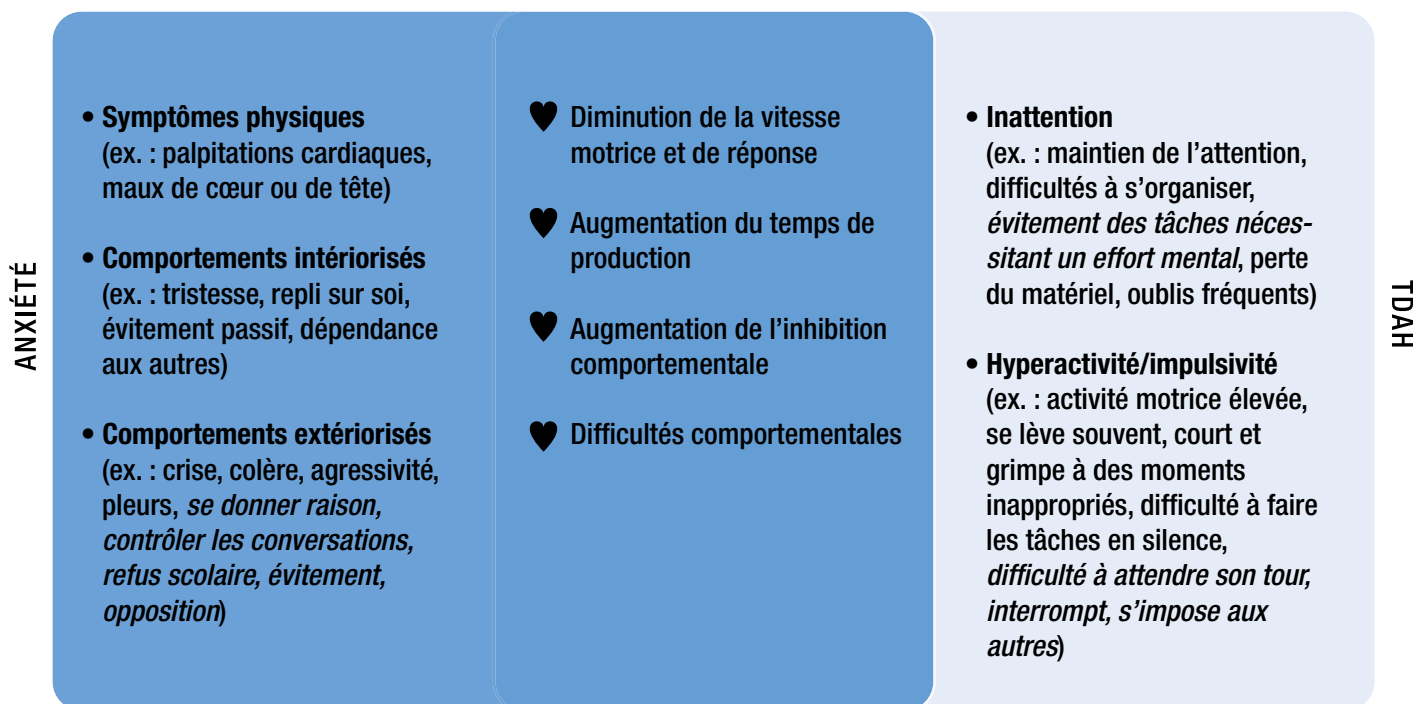 ANXIÉTÉ
• Symptômes physiques
(ex. : palpitations cardiaques,
maux de cœur ou de tête)
• Comportements intériorisés
(ex. : tristesse, repli sur soi,
évitement passif, dépendance
aux autres)
• Comportements extériorisés
(ex. : crise, colère, agressivité,
pleurs, se donner raison,
contrôler les conversations,
refus scolaire, évitement,
opposition)
♥ Diminution de la vitesse
motrice et de réponse
♥ Augmentation du temps de
production
♥ Augmentation de l’inhibition
comportementale
♥ Difficultés comportementales
• Inattention
(ex. : maintien de l’attention,
difficultés à s’organiser,
évitement des tâches néces-
sitant un effort mental, perte
du matériel, oublis fréquents)
• Hyperactivité/impulsivité
(ex. : activité motrice élevée,
se lève souvent, court et
grimpe à des moments
inappropriés, difficulté à faire
les tâches en silence,
difficulté à attendre son tour,
interrompt, s’impose aux
autres)
TDAH